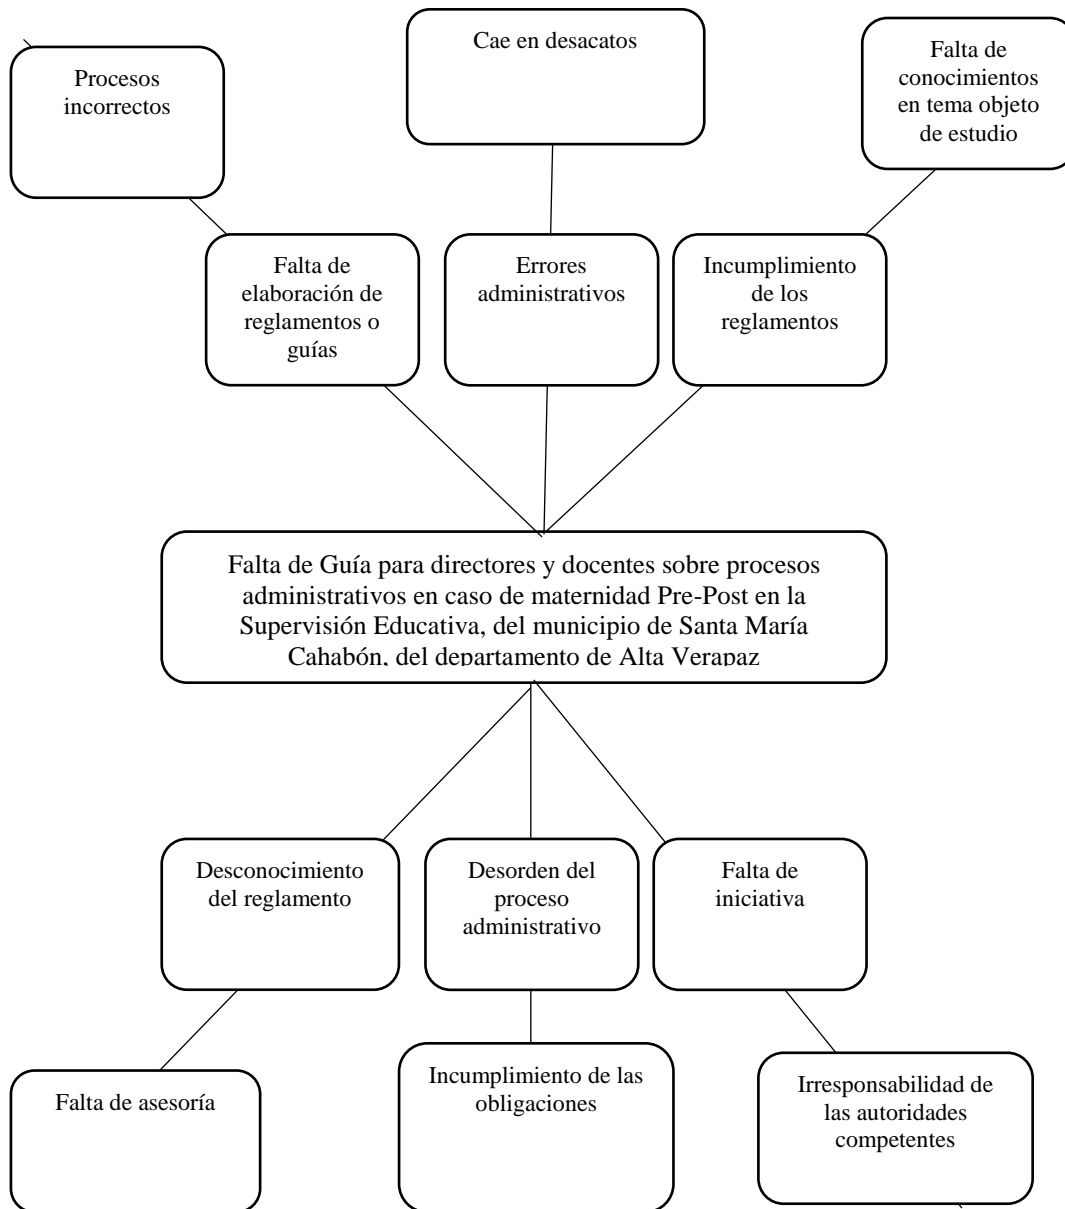 Cae en desacatos
Procesos
incorrectos
Falta de
conocimientos
en tema objeto
de estudio
Falta de
elaboración de
reglamentos o
guías
Errores
administrativos
Incumplimiento
de los
reglamentos
Falta de Guía para directores y docentes sobre procesos
administrativos en caso de maternidad Pre-Post en la
Supervisión Educativa, del municipio de Santa María
Cahabón, del departamento de Alta Verapaz
Desconocimiento
del reglamento
Desorden del
proceso
administrativo
Falta de
iniciativa
Falta de asesoría
Incumplimiento de las
obligaciones
Irresponsabilidad de
las autoridades
competentes